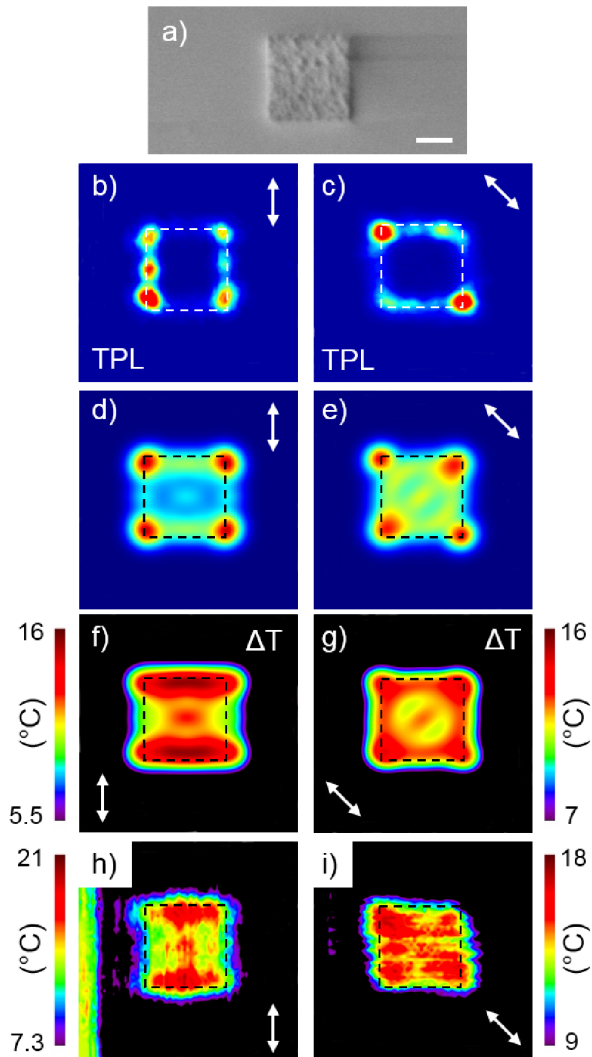 a)
b)
c)
TPL
TPL
d)
e)
16
f)
ΔT
g)
ΔT
16
(°C)
(°C)
5.5
7
21
h)
i)
18
(°C)
(°C)
7.3
9